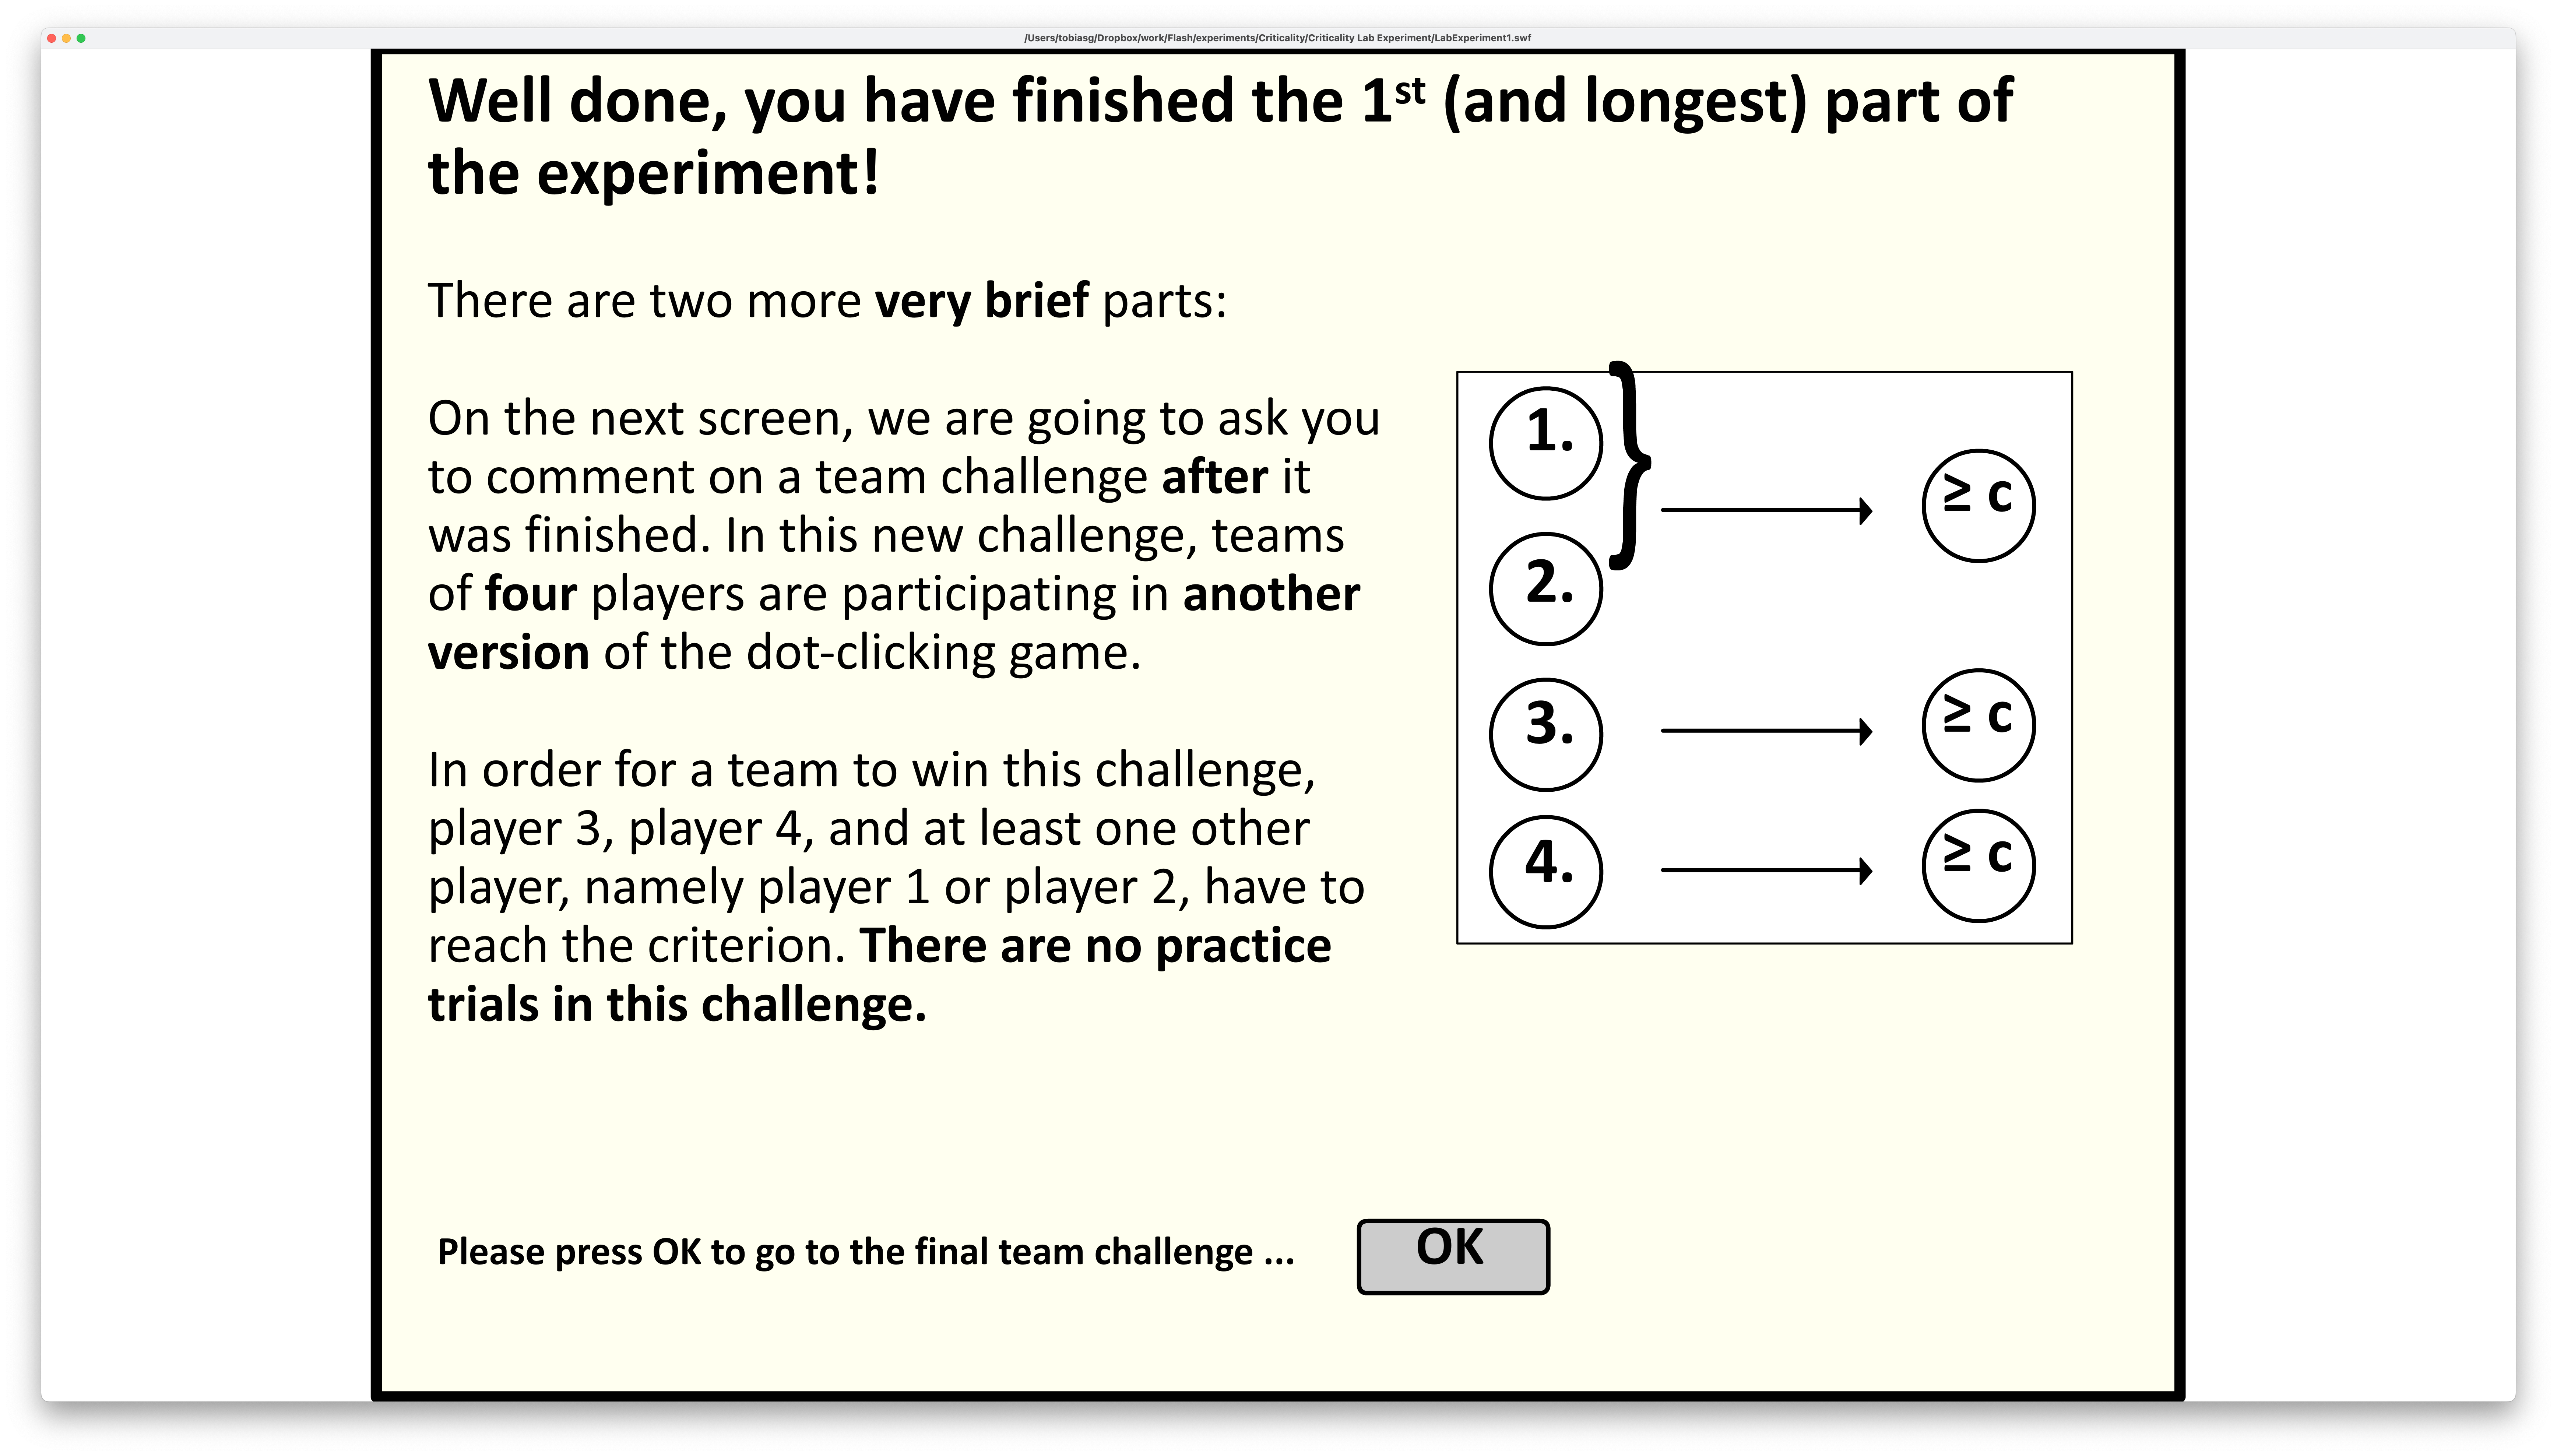 /Users/tobiasg/Dropbox/work/Flash/experiments/Criticality/Criticality Lab Experiment/LabExperiment1.swf
Well done, you have finished the 1st (and longest) part of
the experiment!
There are two more very brief parts:
On the next screen, we are going to ask you
to comment on a team challenge after it
was finished. In this new challenge, teams
of four players are participating in another
version of the dot-clicking game.
In order for a team to win this challenge,
player 3, player 4, and at least one other
player, namely player 1 or player 2, have to
reach the criterion. There are no practice
trials in this challenge.
1.
}
≥ c
2.
3.
≥ c
4.
≥ c
Please press OK to go to the final team challenge ...
OK